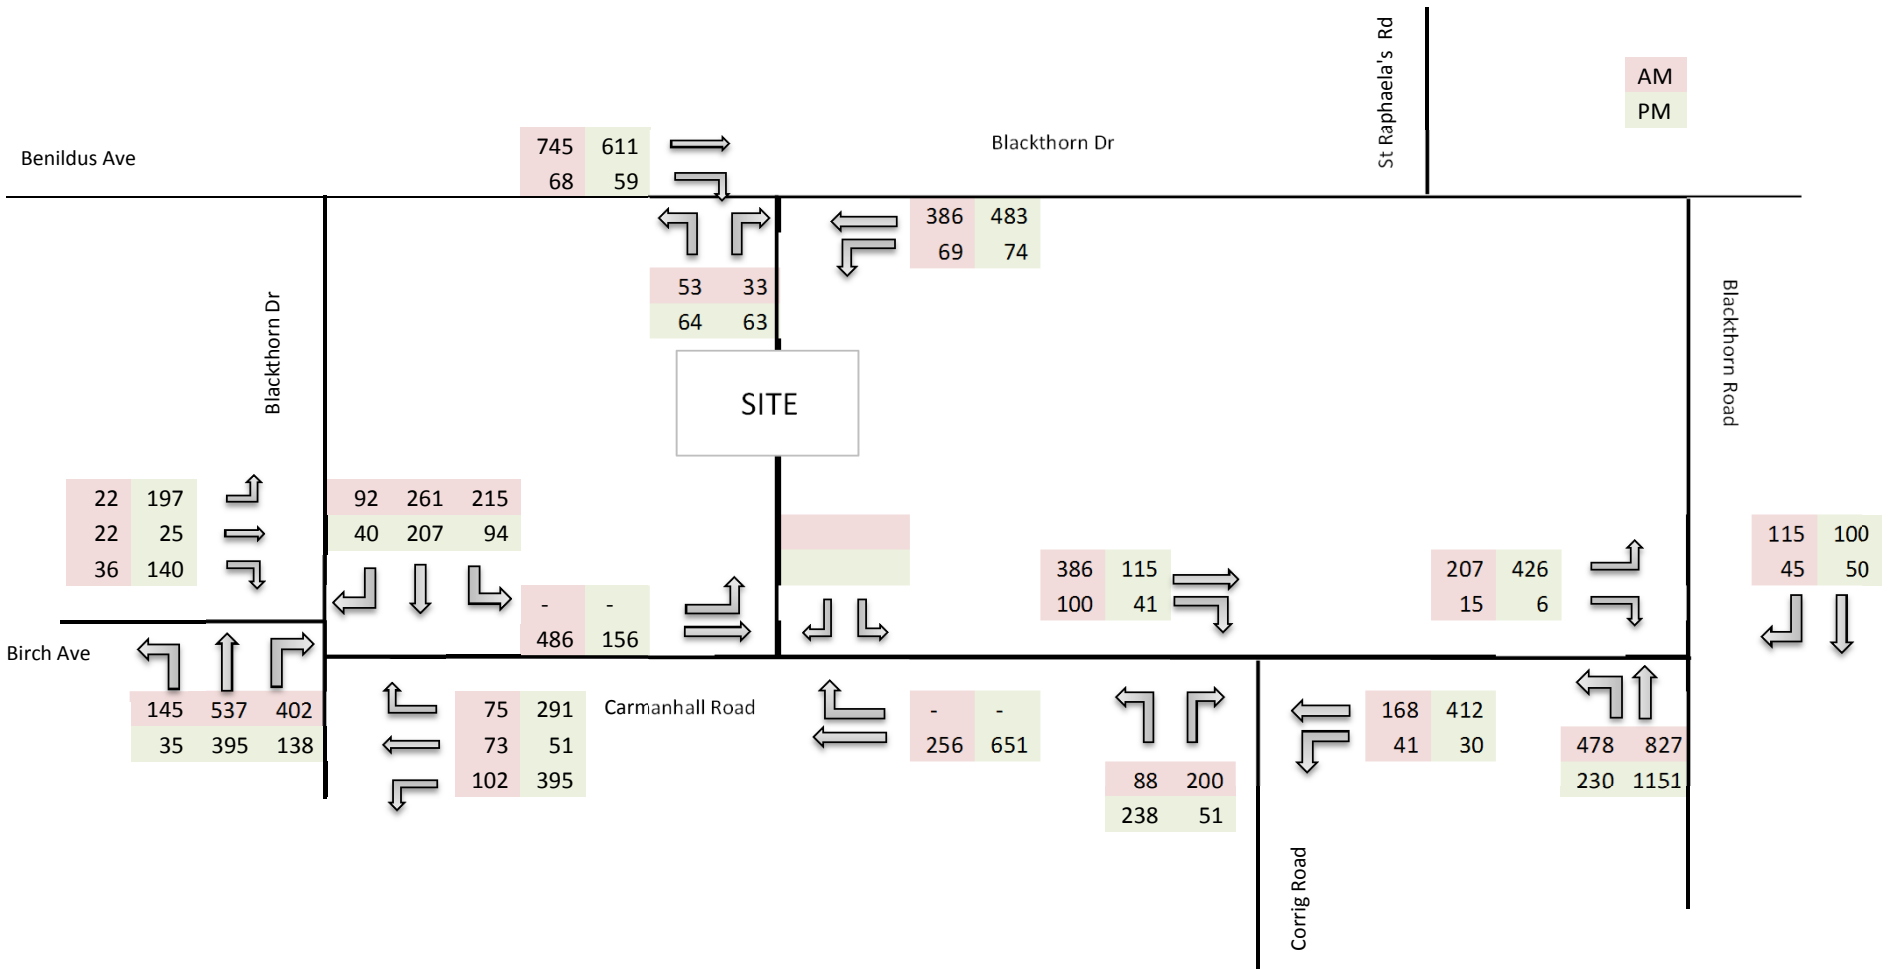 St Raphaela's Rd
AM
PM
Benildus Ave
745 611
68 59
Blackthorn Dr
386 483
69 74
53 33
64 63
Blackthorn Dr
SITE
Blackthorn Road
22 197
22 25
36 140
92 261 215
40 207 94
- -
486 156
386 115
100 41
207 426
15 6
115 100
45 50
Birch Ave
145 537 402
35 395 138
75 291
73 51
102 395
Carmanhall Road
- -
256 651
88 200
238 51
168 412
41 30
478 827
230 1151
Corrig Road